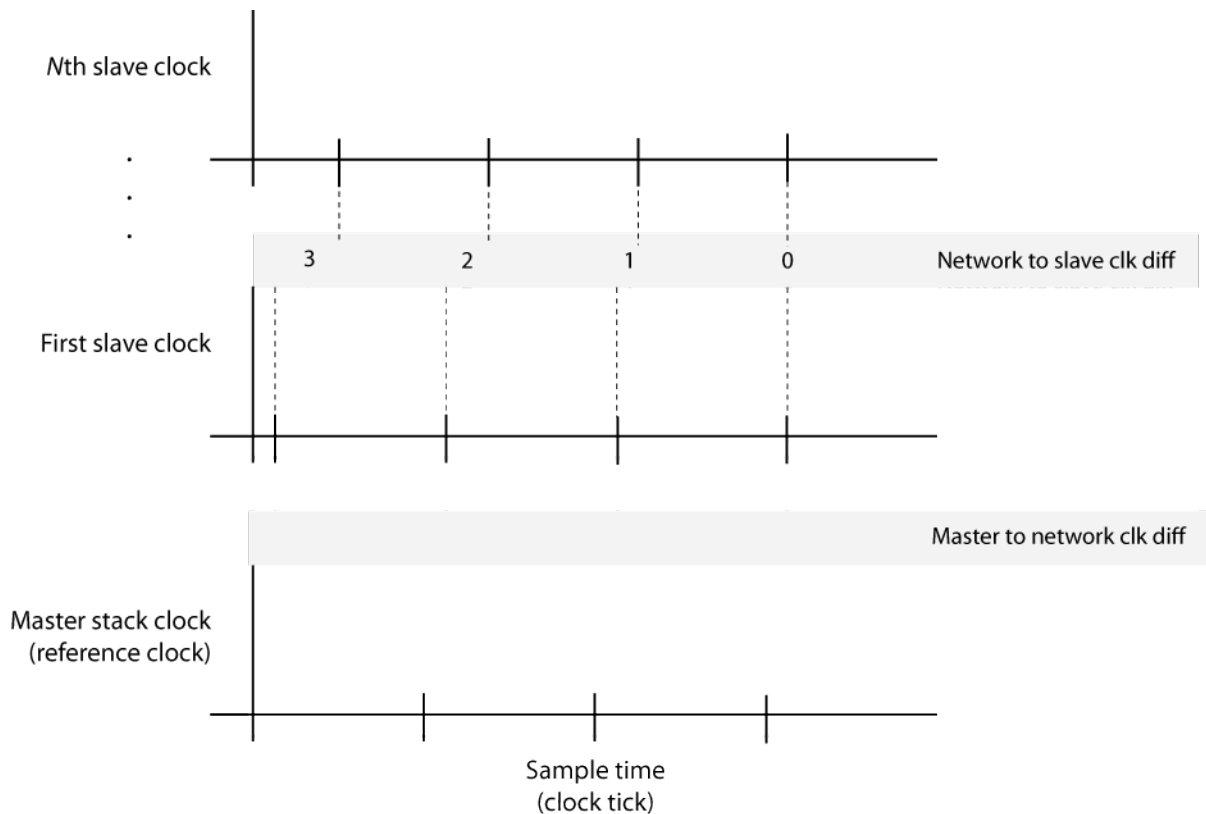 Nth slave clock
.
.
.
3 2 1 0 Network to slave clk diff
First slave clock
Master to network clk diff
Master stack clock
(reference clock)
Sample time
(clock tick)